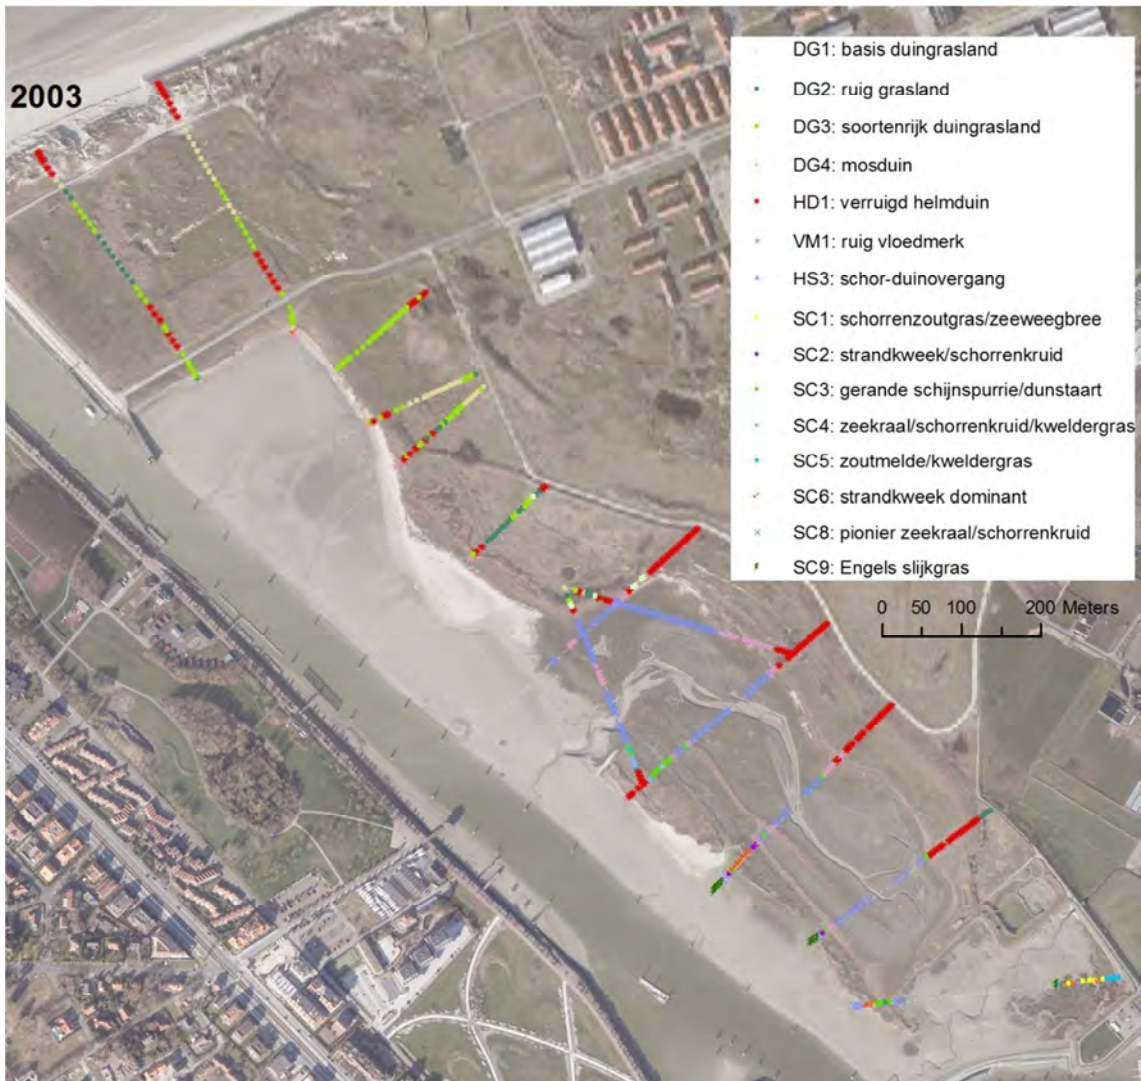 2003
DG1: basis duingrasland
DG2: ruig grasland
DG3: soortenrijk duingrasland
DG4: mosduin
HD1: verruigd helmduin
VM1: ruig vloedmerk
HS3: schor-duinovergang
SC1: schorrenzoutgras/zeeweegbree
SC2: strandkweek/schorrenkruid
SC3: gerande schijnspurrie/dunstaart
SC4: zeekraal/schorrenkruid/kweldergras
SC5: zoutmelde/kweldergras
SC6: strandkweek dominant
SC8: pionier zeekraal/schorrenkruid
SC9: Engels slijkgras
0 50 100 200 Meters